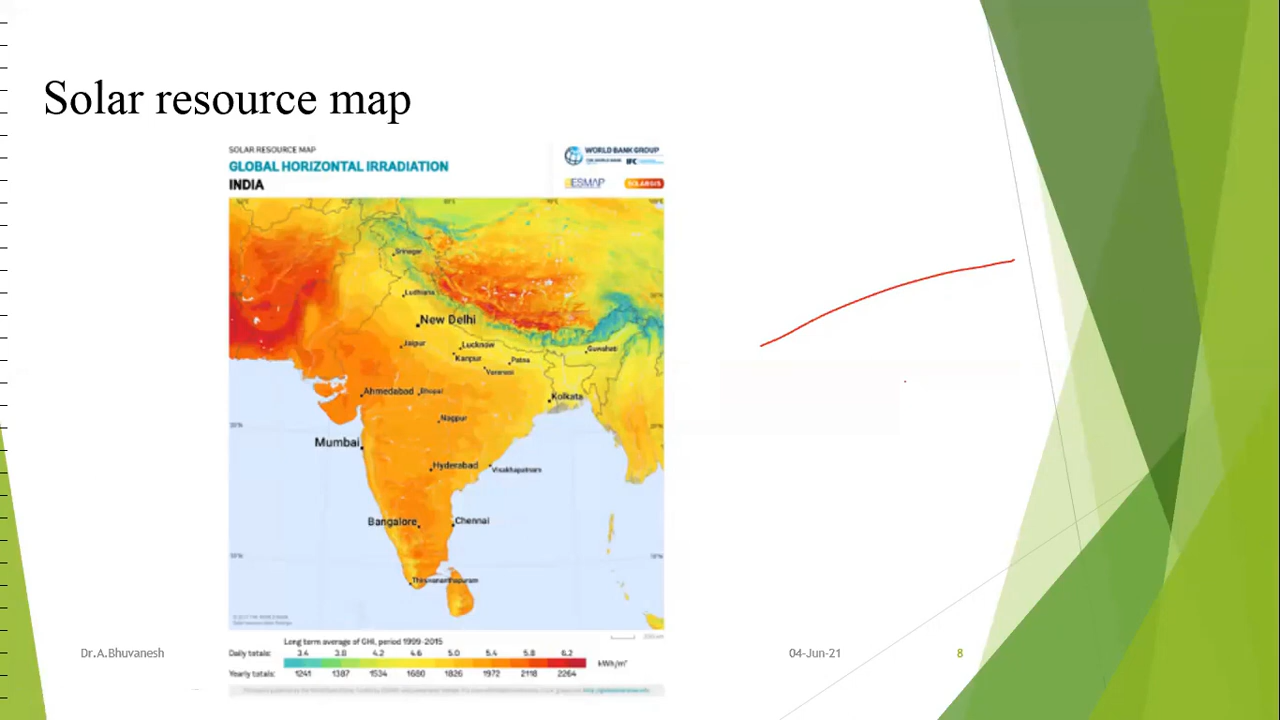 Solar resource map
SOLAR RESOURCE MAP
GLOBAL HORIZONTAL IRRADIATION
INDIA
WORLD BANK GROUP
THE WORLD BANK IFC
ESMAP SOLARGIS
Srinagar
Ludhiana
New Delhi
Jaipur
Lucknow
Kanpur
Patna
Guwahati
Varanasi
Ahmedabad
Bhopal
Kolkata
Nagpur
Mumbai
Hyderabad
Visakhapatnam
Bangalore
Chennai
Thiruvananthapuram
Long term average of GHI, period 1999-2015
Daily totals: 3.4 3.8 4.2 4.6 5.0 5.4 5.8 6.2
kWh/m²
Yearly totals: 1241 1387 1534 1680 1826 1972 2118 2264
Dr.A.Bhuvanesh
04-Jun-21
8